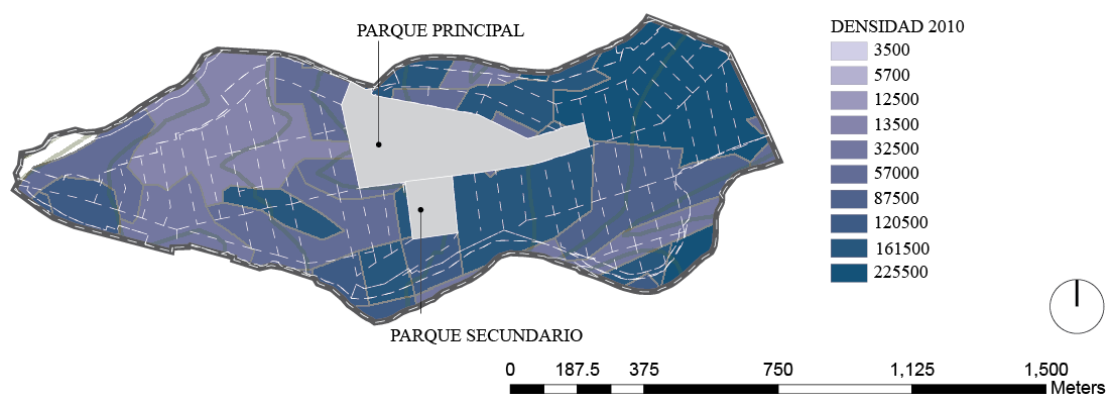 PARQUE PRINCIPAL
PARQUE SECUNDARIO
DENSIDAD 2010
3500
5700
12500
13500
32500
57000
87500
120500
161500
225500
0 187.5 375 750 1,125 1,500
Meters